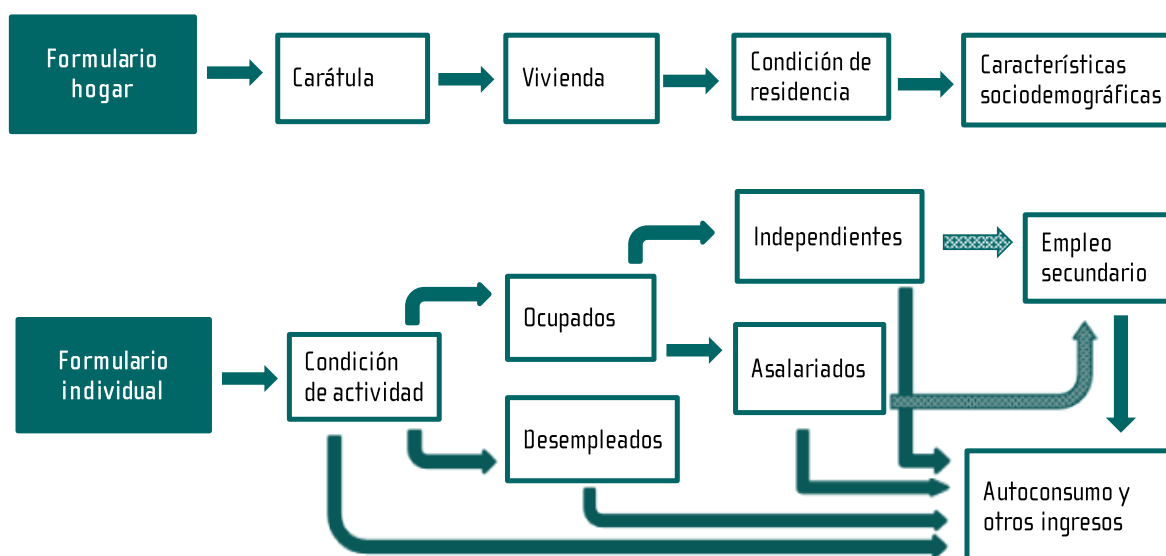 Formulario
hogar
Carátula
Vivienda
Condición de
residencia
Características
sociodemográficas
Formulario
individual
Condición
de actividad
Ocupados
Desempleados
Independientes
Asalariados
Empleo
secundario
Autoconsumo y
otros ingresos